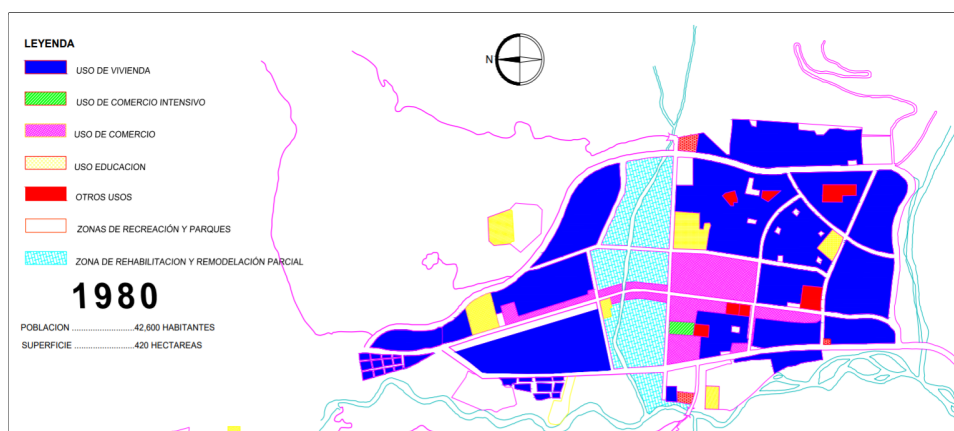 LEYENDA
USO DE VIVIENDA
USO DE COMERCIO INTENSIVO
USO DE COMERCIO
USO EDUCACION
OTROS USOS
ZONAS DE RECREACIÓN Y PARQUES
ZONA DE REHABILITACION Y REMODELACIÓN PARCIAL
1980
POBLACION ............................42,600 HABITANTES
SUPERFICIE ............................420 HECTAREAS
N